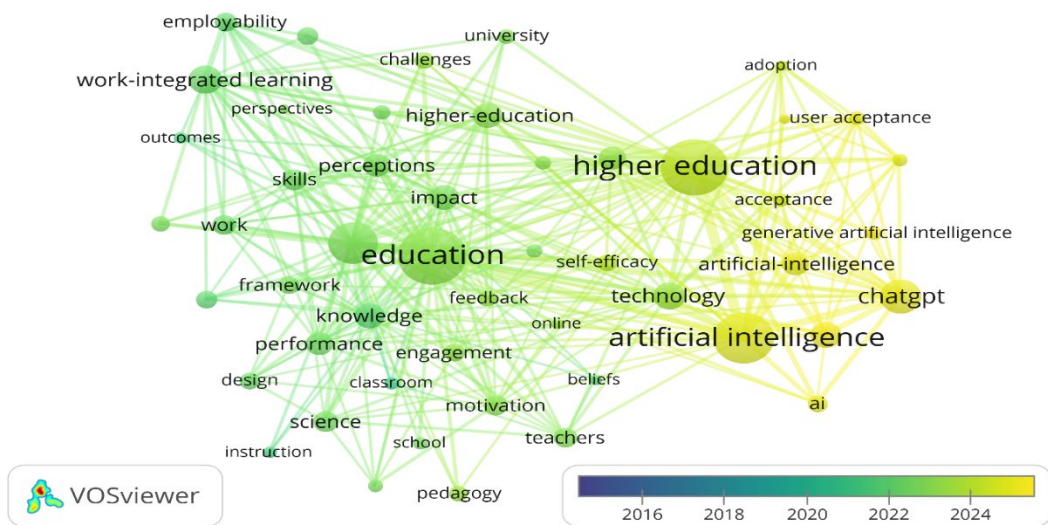 employability
university
challenges
adoption
work-integrated learning
perspectives
higher-education
user acceptance
outcomes
perceptions
higher education
skills
impact
acceptance
work
generative artificial intelligence
education
self-efficacy
artificial-intelligence
framework
feedback
technology
chatgpt
knowledge
online
performance
engagement
artificial intelligence
design
classroom
beliefs
motivation
ai
science
school
teachers
instruction
pedagogy
VOSviewer
2016 2018 2020 2022 2024